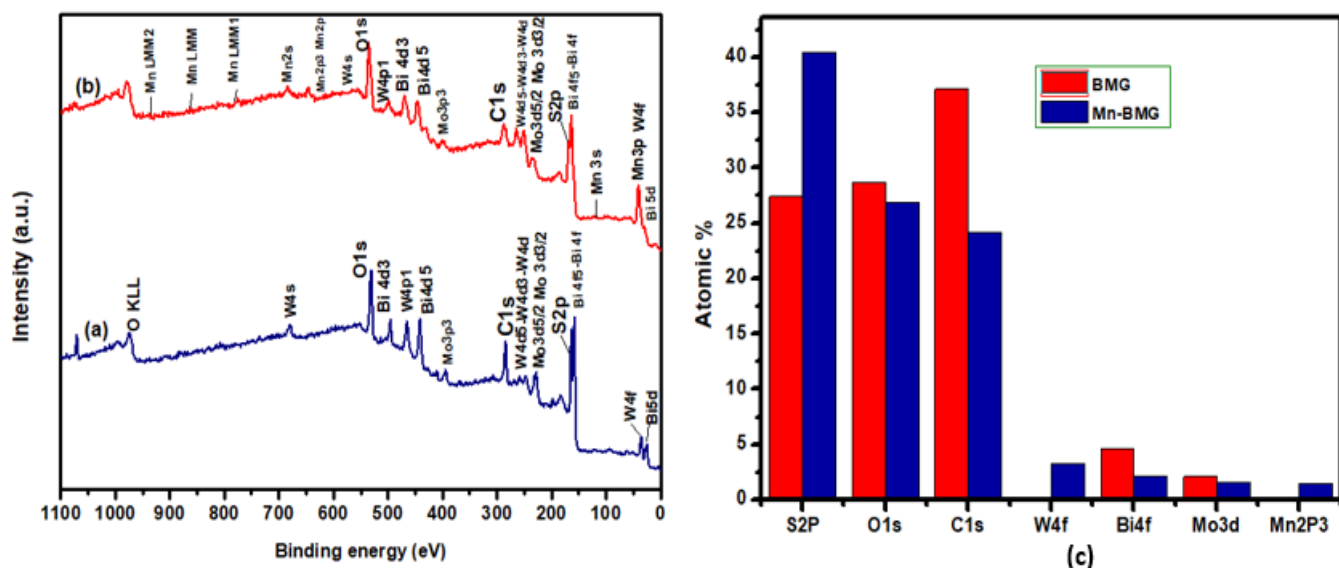 (b)
Mn LMM2
Mn LMM
Mn LMM1
Mn2s
Mn2p3 Mn2p
W4s
O1s
W4p1
Bi 4d3
Bi4d5
Mo3p3
C1s
W4d5-W4d3-W4d
Mo3d5/2 Mo 3d3/2
S2p
Bi 4f5-Bi 4f
Mn 3s
Mn3p W4f
Bi 5d
(a)
O KLL
W4s
O1s
Bi 4d3
W4p1
Bi4d5
Mo3p3
C1s
W4d5-W4d3-W4d
Mo3d5/2 Mo 3d3/2
S2p
Bi 4f5-Bi 4f
W4f
Bi5d
Intensity (a.u.)
1100 1000 900 800 700 600 500 400 300 200 100 0
Binding energy (eV)
Atomic %
40
35
30
25
20
15
10
5
0
BMG
Mn-BMG
S2P O1s C1s W4f Bi4f Mo3d Mn2P3
(c)